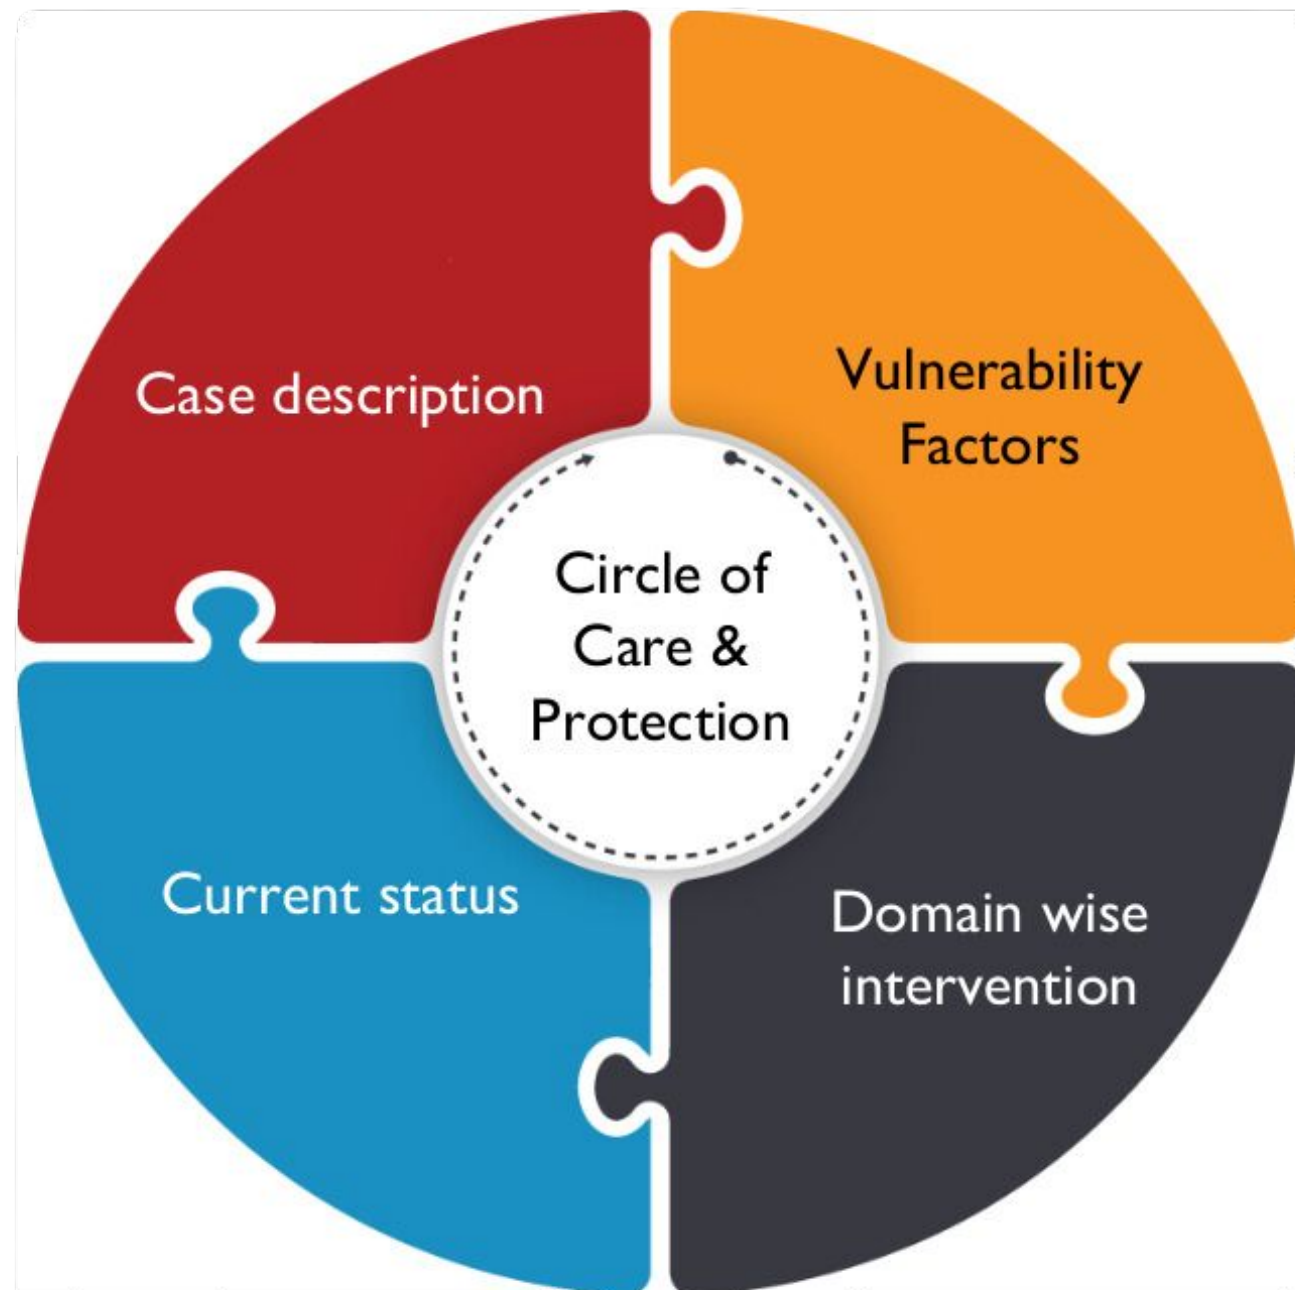 Case description
Vulnerability
Factors
Circle of
Care &
Protection
Current status
Domain wise
intervention